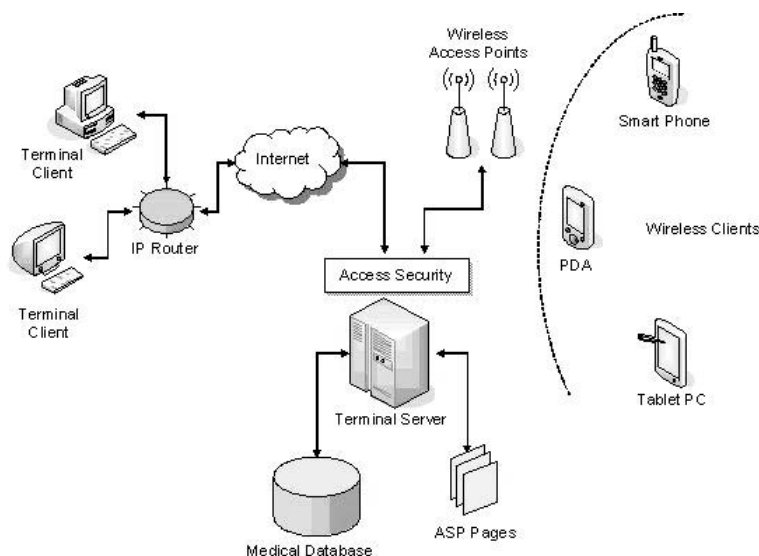 Wireless
Access Points
Smart Phone
Terminal
Client
Internet
IP Router
Wireless Clients
PDA
Access Security
Terminal
Client
Tablet PC
Terminal Server
ASP Pages
Medical Database